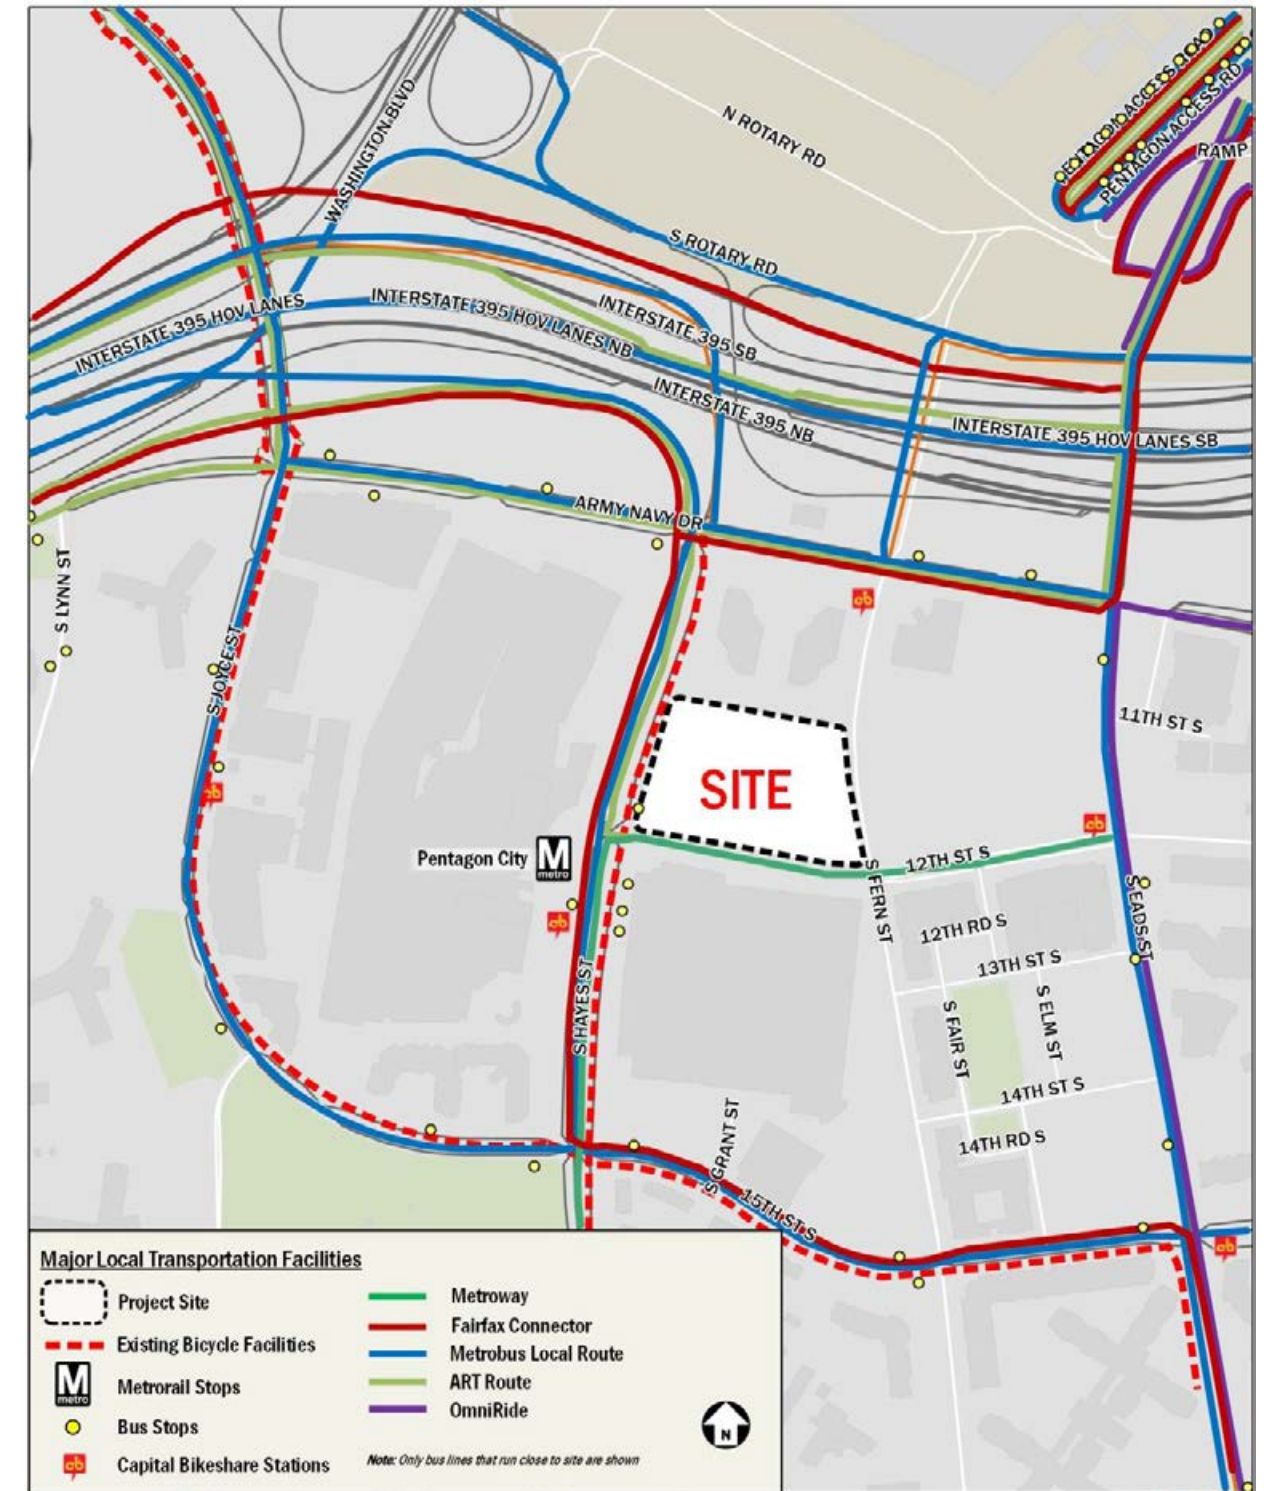 WASHINGTON BLVD
N ROTARY RD
PENTAGON ACCESS RD
RAMP
S ROTARY RD
INTERSTATE 395 HOV LANES
INTERSTATE 395 HOV LANES NB
INTERSTATE 395 SB
INTERSTATE 395 NB
INTERSTATE 395 HOV LANES SB
ARMY NAVY DR
S LYNN ST
S JOYCE ST
11TH ST S
SITE
Pentagon City
M
metro
S FERN ST
12TH ST S
S EADS ST
12TH RD S
13TH ST S
S HAYES ST
S FAIR ST
S ELM ST
14TH ST S
14TH RD S
S GRANT ST
15TH ST S
Major Local Transportation Facilities
Project Site
Existing Bicycle Facilities
M
metro
Metrorail Stops
Bus Stops
cb
Capital Bikeshare Stations
Metroway
Fairfax Connector
Metrobus Local Route
ART Route
OmniRide
Note: Only bus lines that run close to site are shown
N